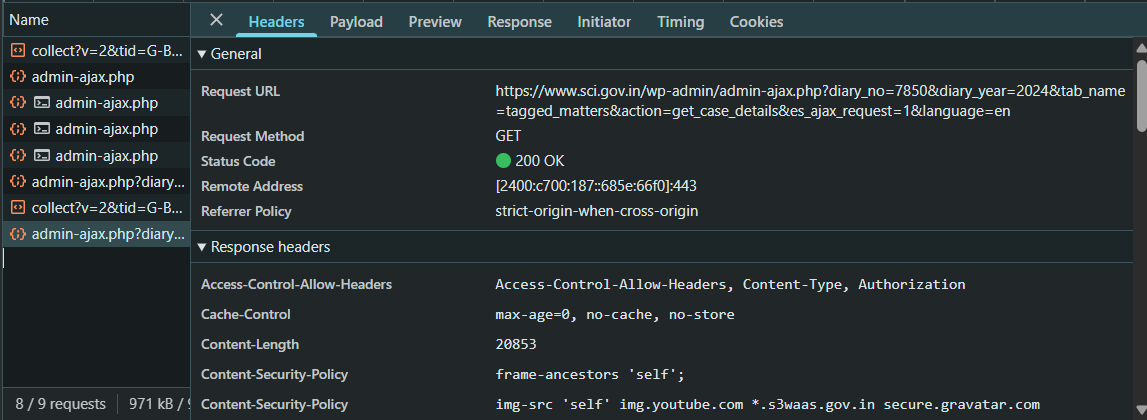 Name
collect?v=2&tid=G-B...
admin-ajax.php
admin-ajax.php
admin-ajax.php
admin-ajax.php
admin-ajax.php?diary...
collect?v=2&tid=G-B...
admin-ajax.php?diary...
8 / 9 requests 971 kB / 9
Headers Payload Preview Response Initiator Timing Cookies
General
Request URL https://www.sci.gov.in/wp-admin/admin-ajax.php?diary_no=7850&diary_year=2024&tab_name
=tagged_matters&action=get_case_details&es_ajax_request=1&language=en
Request Method GET
Status Code 200 OK
Remote Address [2400:c700:187::685e:66f0]:443
Referrer Policy strict-origin-when-cross-origin
Response headers
Access-Control-Allow-Headers Access-Control-Allow-Headers, Content-Type, Authorization
Cache-Control max-age=0, no-cache, no-store
Content-Length 20853
Content-Security-Policy frame-ancestors 'self';
Content-Security-Policy img-src 'self' img.youtube.com *.s3waas.gov.in secure.gravatar.com